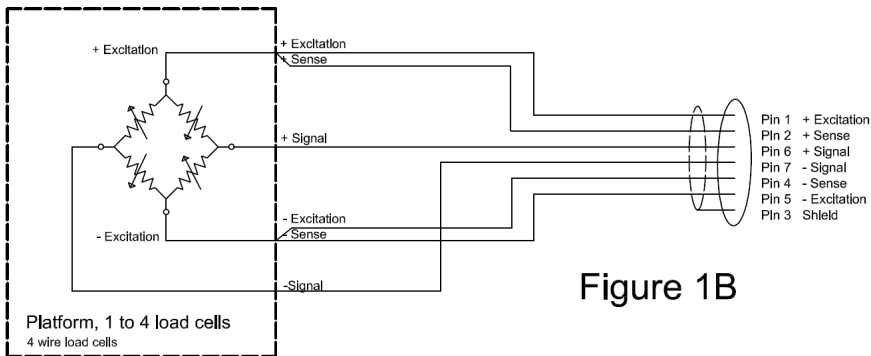 + Excitation
+ Excitation
+ Sense
+ Signal
- Excitation
- Excitation
- Sense
-Signal
Platform, 1 to 4 load cells
4 wire load cells
Pin 1 + Excitation
Pin 2 + Sense
Pin 6 + Signal
Pin 7 - Signal
Pin 4 - Sense
Pin 5 - Excitation
Pin 3 Shield
Figure 1B